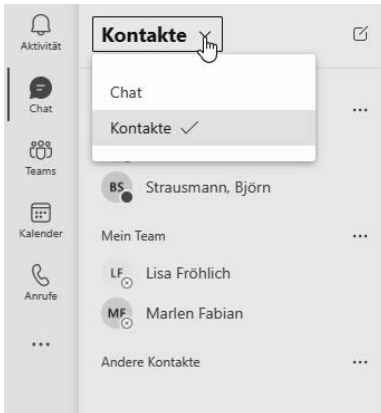 Aktivität
Chat
Teams
Kalender
Anrufe
Kontakte
Chat
Kontakte
BS Strausmann, Björn
Mein Team
LF Lisa Fröhlich
MF Marlen Fabian
Andere Kontakte